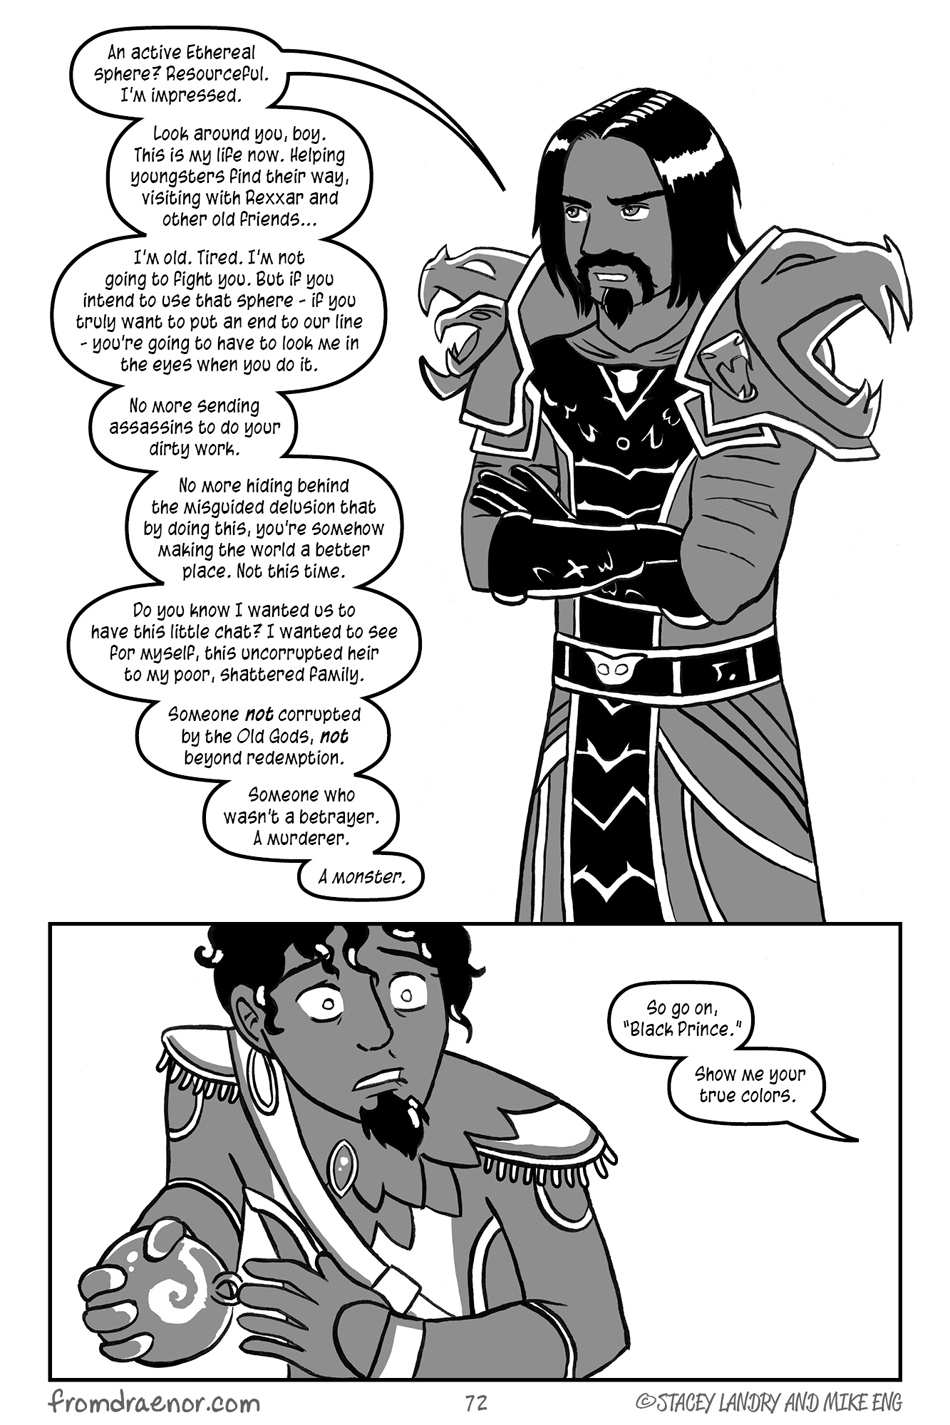 An active Ethereal
sphere? Resourceful.
I'm impressed.
Look around you, boy.
This is my life now. Helping
youngsters find their way,
visiting with Rexxar and
other old friends...
I'm old. Tired. I'm not
going to fight you. But if you
intend to use that sphere - if you
truly want to put an end to our line
- you're going to have to look me in
the eyes when you do it.
No more sending
assassins to do your
dirty work.
No more hiding behind
the misguided delusion that
by doing this, you're somehow
making the world a better
place. Not this time.
Do you know I wanted us to
have this little chat? I wanted to see
for myself, this uncorrupted heir
to my poor, shattered family.
Someone not corrupted
by the Old Gods, not
beyond redemption.
Someone who
wasn't a betrayer.
A murderer.
A monster.
So go on,
"Black Prince."
Show me your
true colors.
fromdraenor.com
72
©STACEY LANDRY AND MIKE ENG